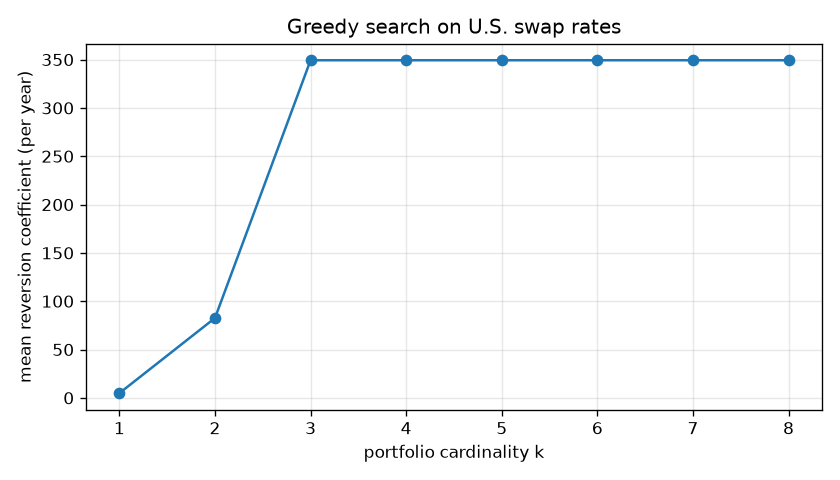 Greedy search on U.S. swap rates
mean reversion coefficient (per year)
350
300
250
200
150
100
50
0
1 2 3 4 5 6 7 8
portfolio cardinality k